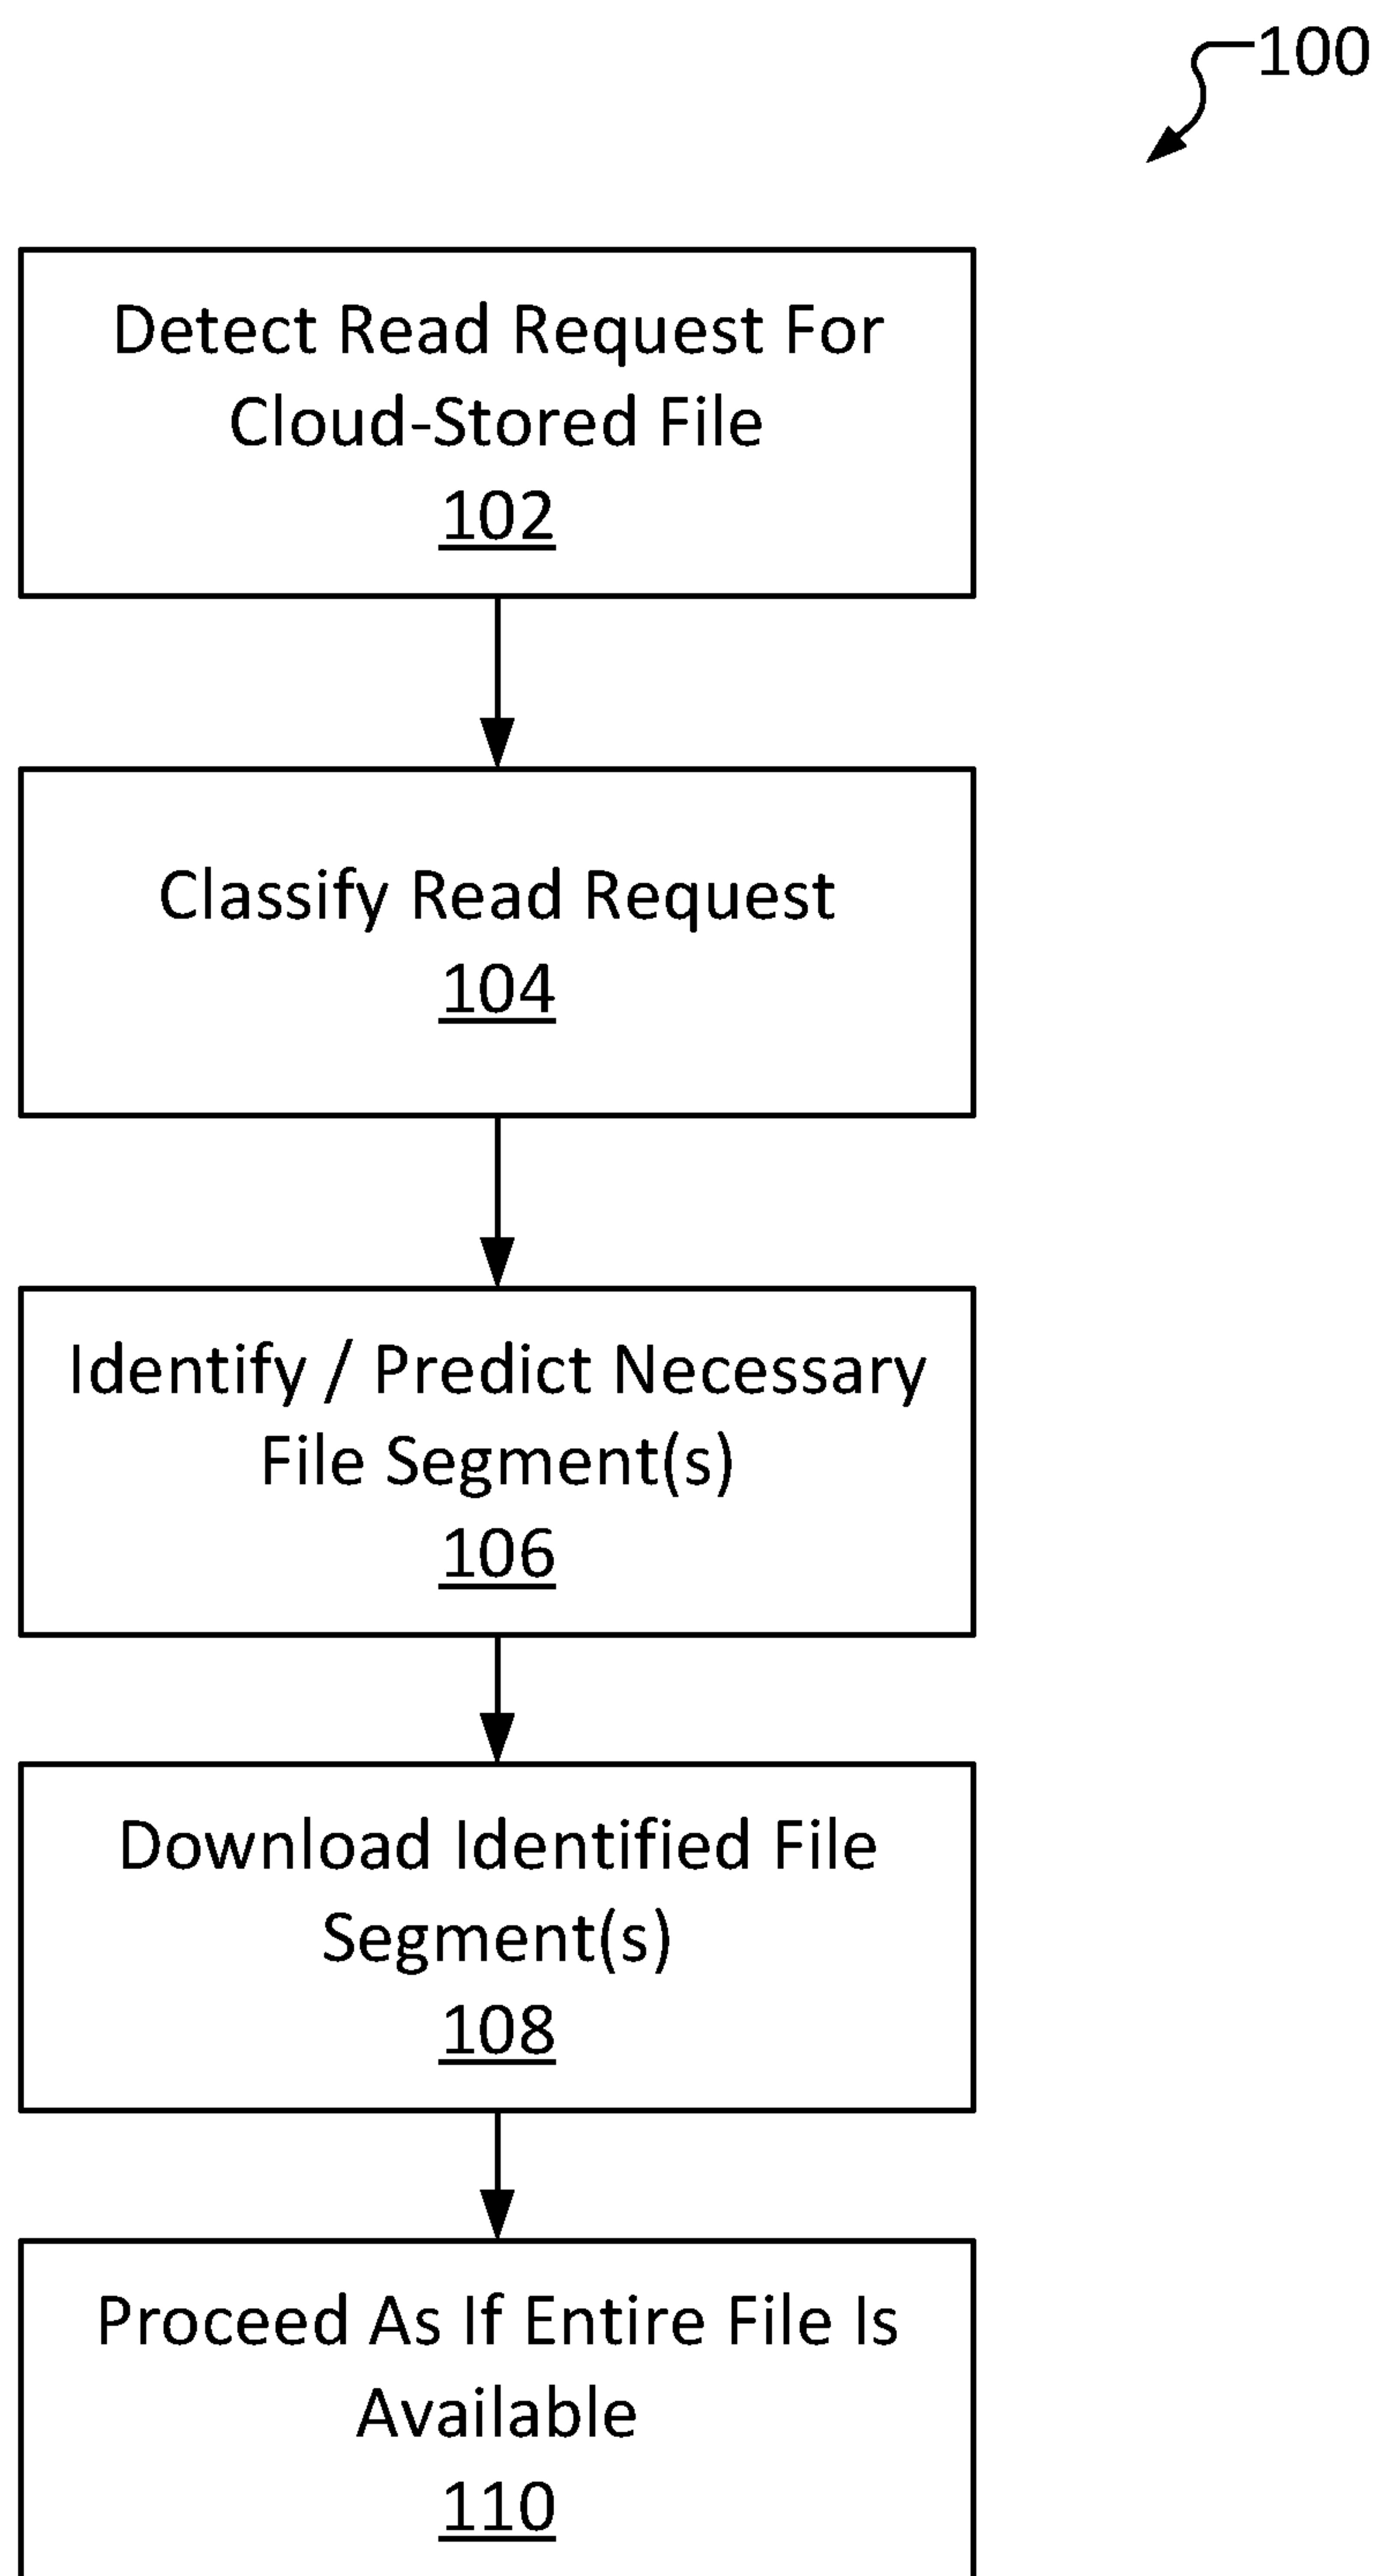 100
Detect Read Request For
Cloud-Stored File
102
Classify Read Request
104
Identify / Predict Necessary
File Segment(s)
106
Download Identified File
Segment(s)
108
Proceed As If Entire File Is
Available
110